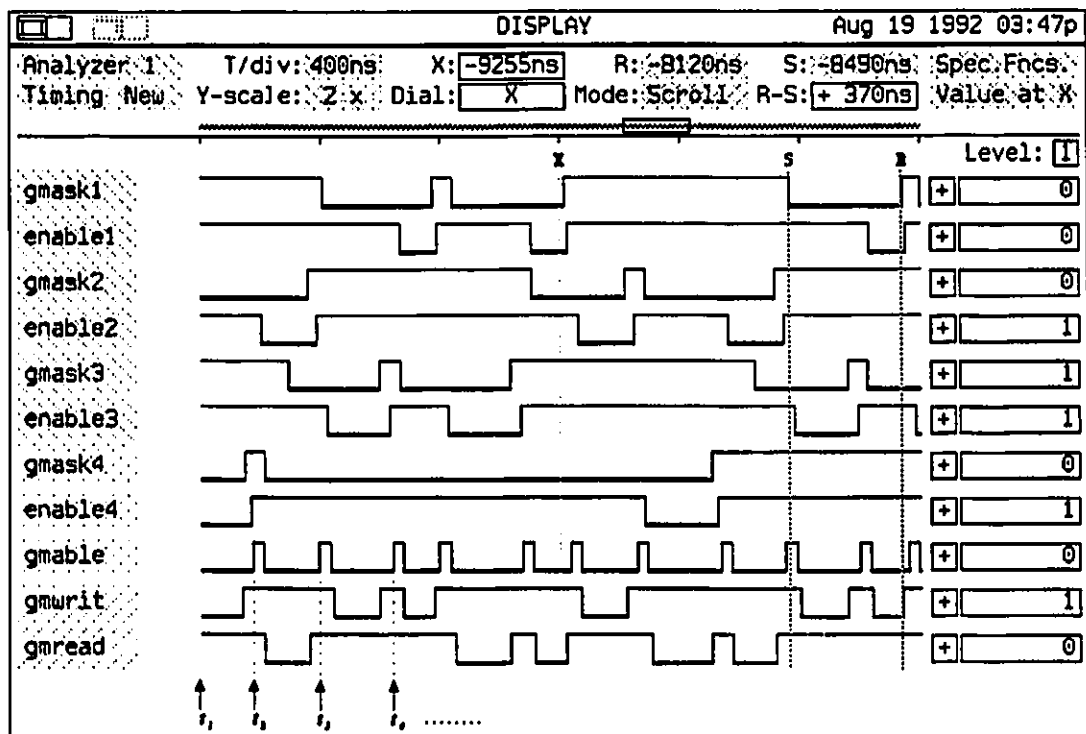 DISPLAY Aug 19 1992 03:47p
Analyzer 1 T/div: 400ns X: -9255ns R: -8120ns S: -8490ns Spec.Fncs.
Timing New Y-scale: 2 x Dial: X Mode: Scroll R-S: + 370ns Value at X
X S R Level: 1
gmask1 + 0
enable1 + 0
gmask2 + 0
enable2 + 1
gmask3 + 1
enable3 + 1
gmask4 + 0
enable4 + 1
gmable + 0
gmwrit + 1
gmread + 0
t1 ........